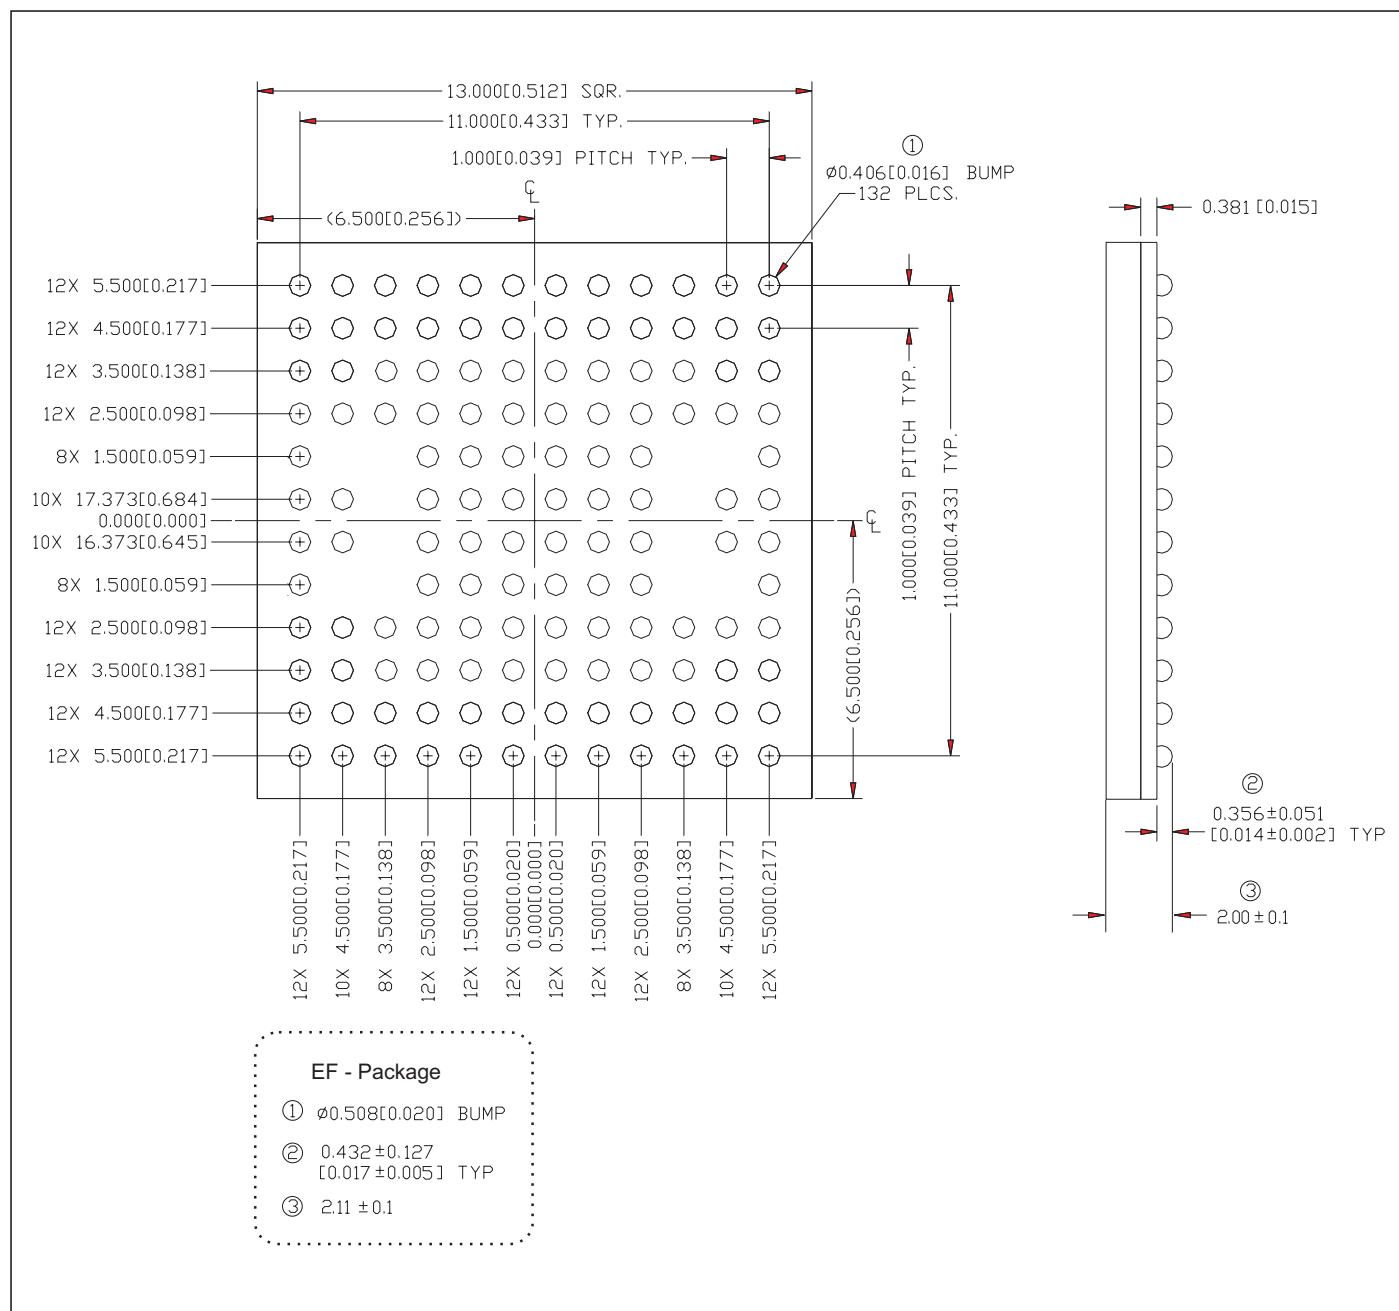 13.000[0.512] SQR.
11.000[0.433] TYP.
1.000[0.039] PITCH TYP.
①
Ø0.406[0.016] BUMP
132 PLCS.
℄
(6.500[0.256])
0.381 [0.015]
12X 5.500[0.217]
12X 4.500[0.177]
12X 3.500[0.138]
12X 2.500[0.098]
8X 1.500[0.059]
10X 17.373[0.684]
0.000[0.000]
10X 16.373[0.645]
8X 1.500[0.059]
12X 2.500[0.098]
12X 3.500[0.138]
12X 4.500[0.177]
12X 5.500[0.217]
℄
1.000[0.039] PITCH TYP.
11.000[0.433] TYP.
(6.500[0.256])
②
0.356±0.051
[0.014±0.002] TYP
③
2.00±0.1
12X 5.500[0.217]
10X 4.500[0.177]
8X 3.500[0.138]
12X 2.500[0.098]
12X 1.500[0.059]
12X 0.500[0.020]
0.000[0.000]
12X 0.500[0.020]
12X 1.500[0.059]
12X 2.500[0.098]
8X 3.500[0.138]
10X 4.500[0.177]
12X 5.500[0.217]
EF - Package
① Ø0.508[0.020] BUMP
② 0.432±0.127
[0.017±0.005] TYP
③ 2.11 ±0.1